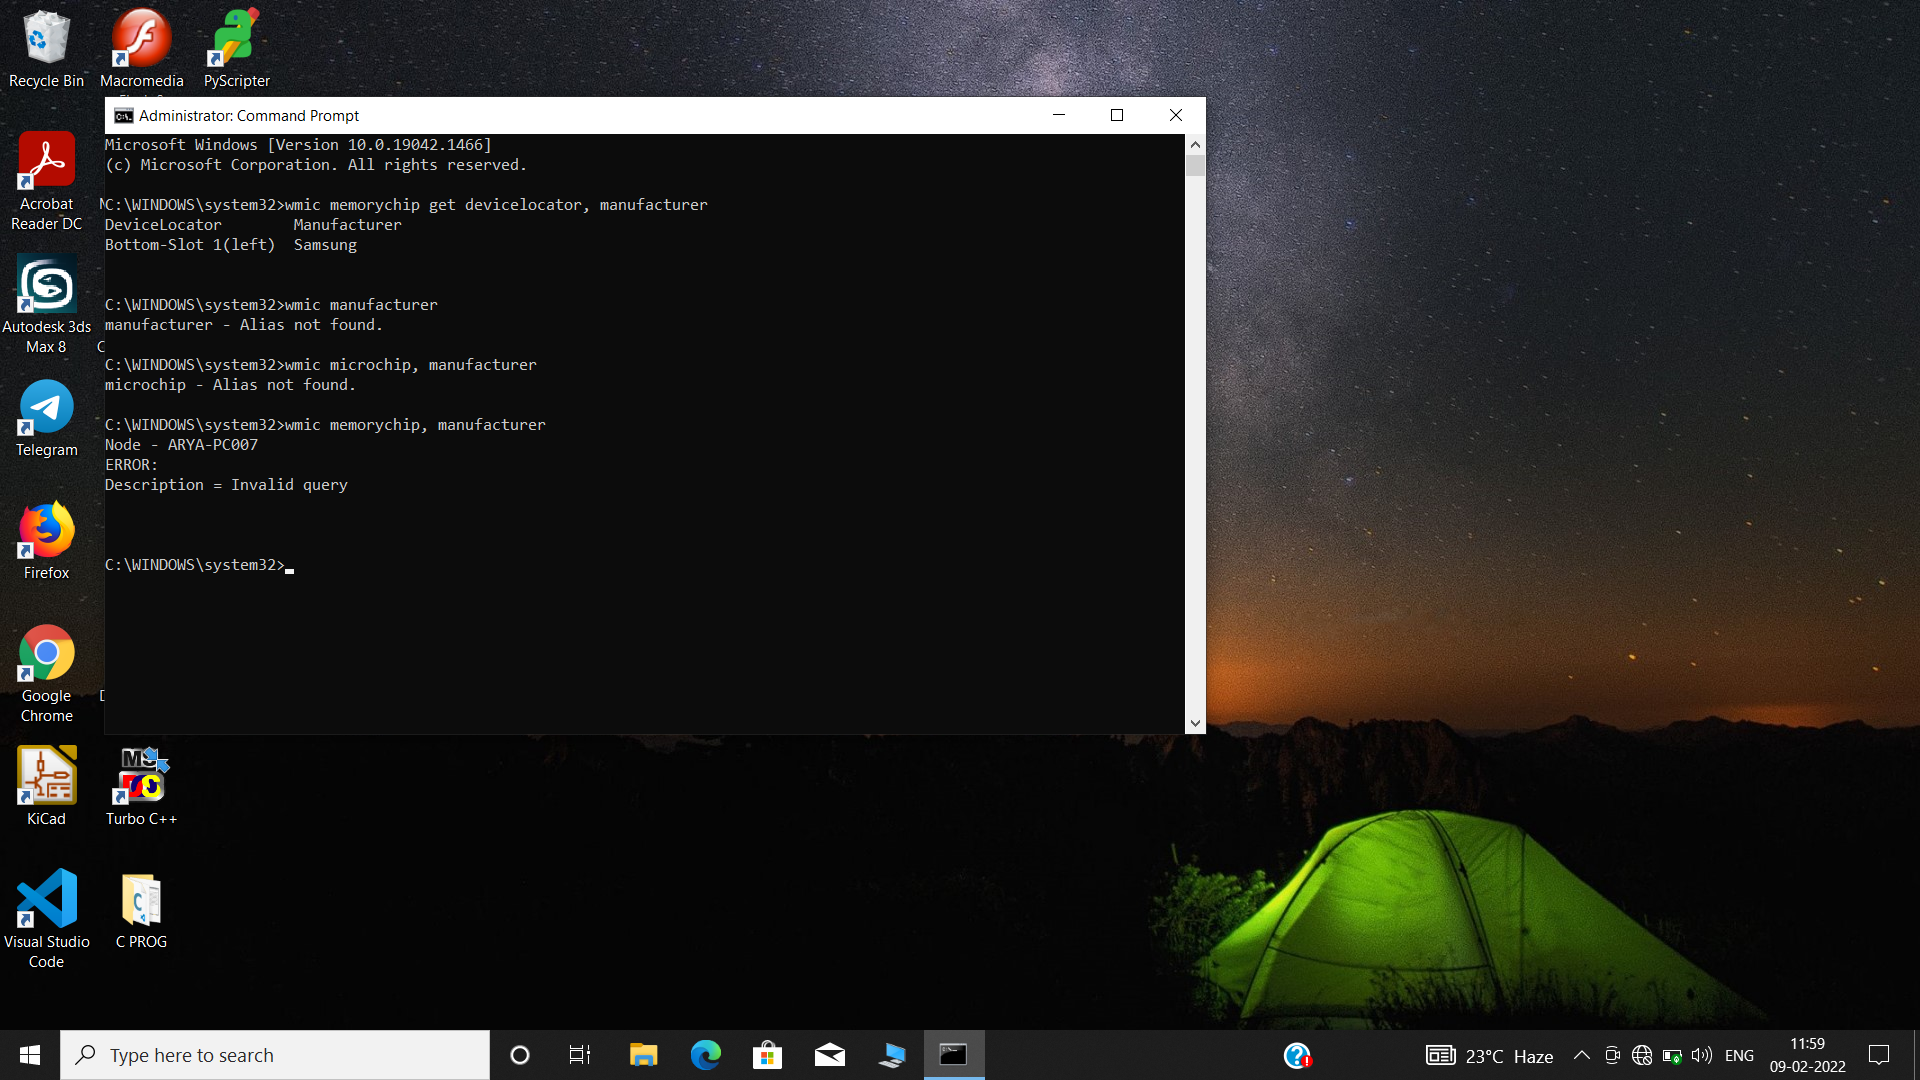 Recycle Bin
Macromedia
PyScripter
Administrator: Command Prompt
Microsoft Windows [Version 10.0.19042.1466]
(c) Microsoft Corporation. All rights reserved.
C:\WINDOWS\system32>wmic memorychip get devicelocator, manufacturer
DeviceLocator        Manufacturer
Bottom-Slot 1(left)  Samsung
C:\WINDOWS\system32>wmic manufacturer
manufacturer - Alias not found.
C:\WINDOWS\system32>wmic microchip, manufacturer
microchip - Alias not found.
C:\WINDOWS\system32>wmic memorychip, manufacturer
Node - ARYA-PC007
ERROR:
Description = Invalid query
C:\WINDOWS\system32>
Acrobat
Reader DC
Autodesk 3ds
Max 8
Telegram
Firefox
Google
Chrome
KiCad
Turbo C++
Visual Studio
Code
C PROG
Type here to search
23°C Haze
ENG
11:59
09-02-2022